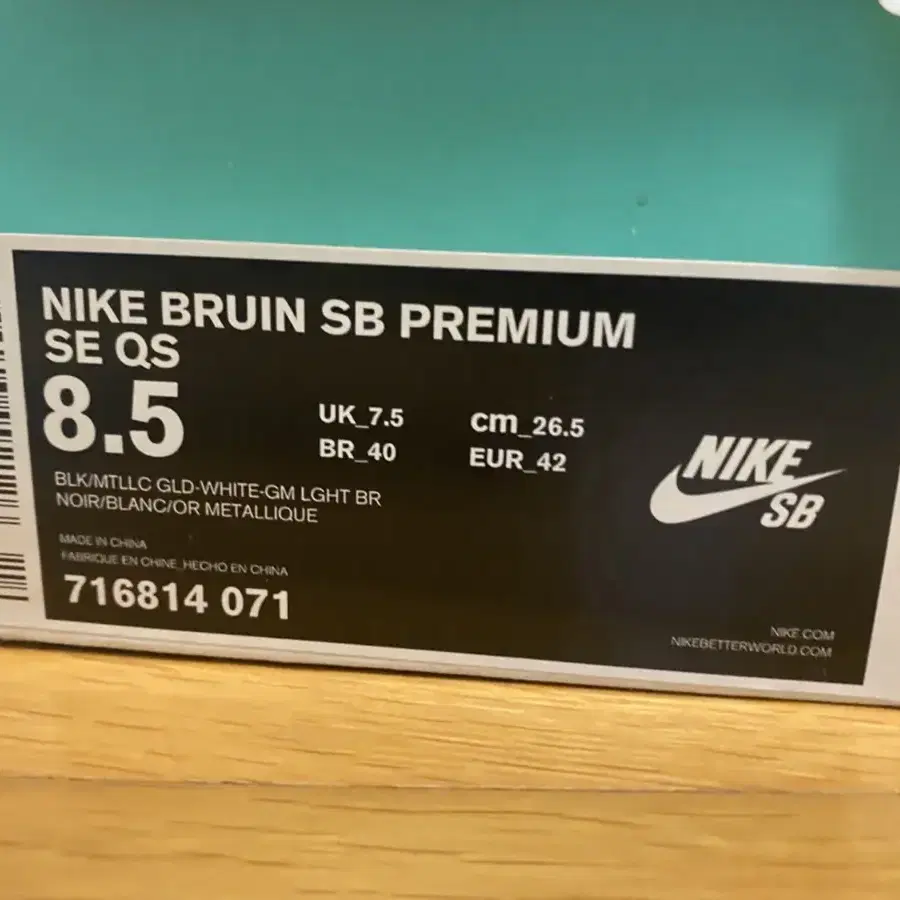 NIKE BRUIN SB PREMIUM
SE QS
8.5
UK_7.5 cm_26.5
BR_40 EUR_42
BLK/MTLLC GLD-WHITE-GM LGHT BR
NOIR/BLANC/OR METALLIQUE
MADE IN CHINA
FABRIQUE EN CHINE_HECHO EN CHINA
716814 071
NIKE
SB
NIKE.COM
NIKEBETTERWORLD.COM